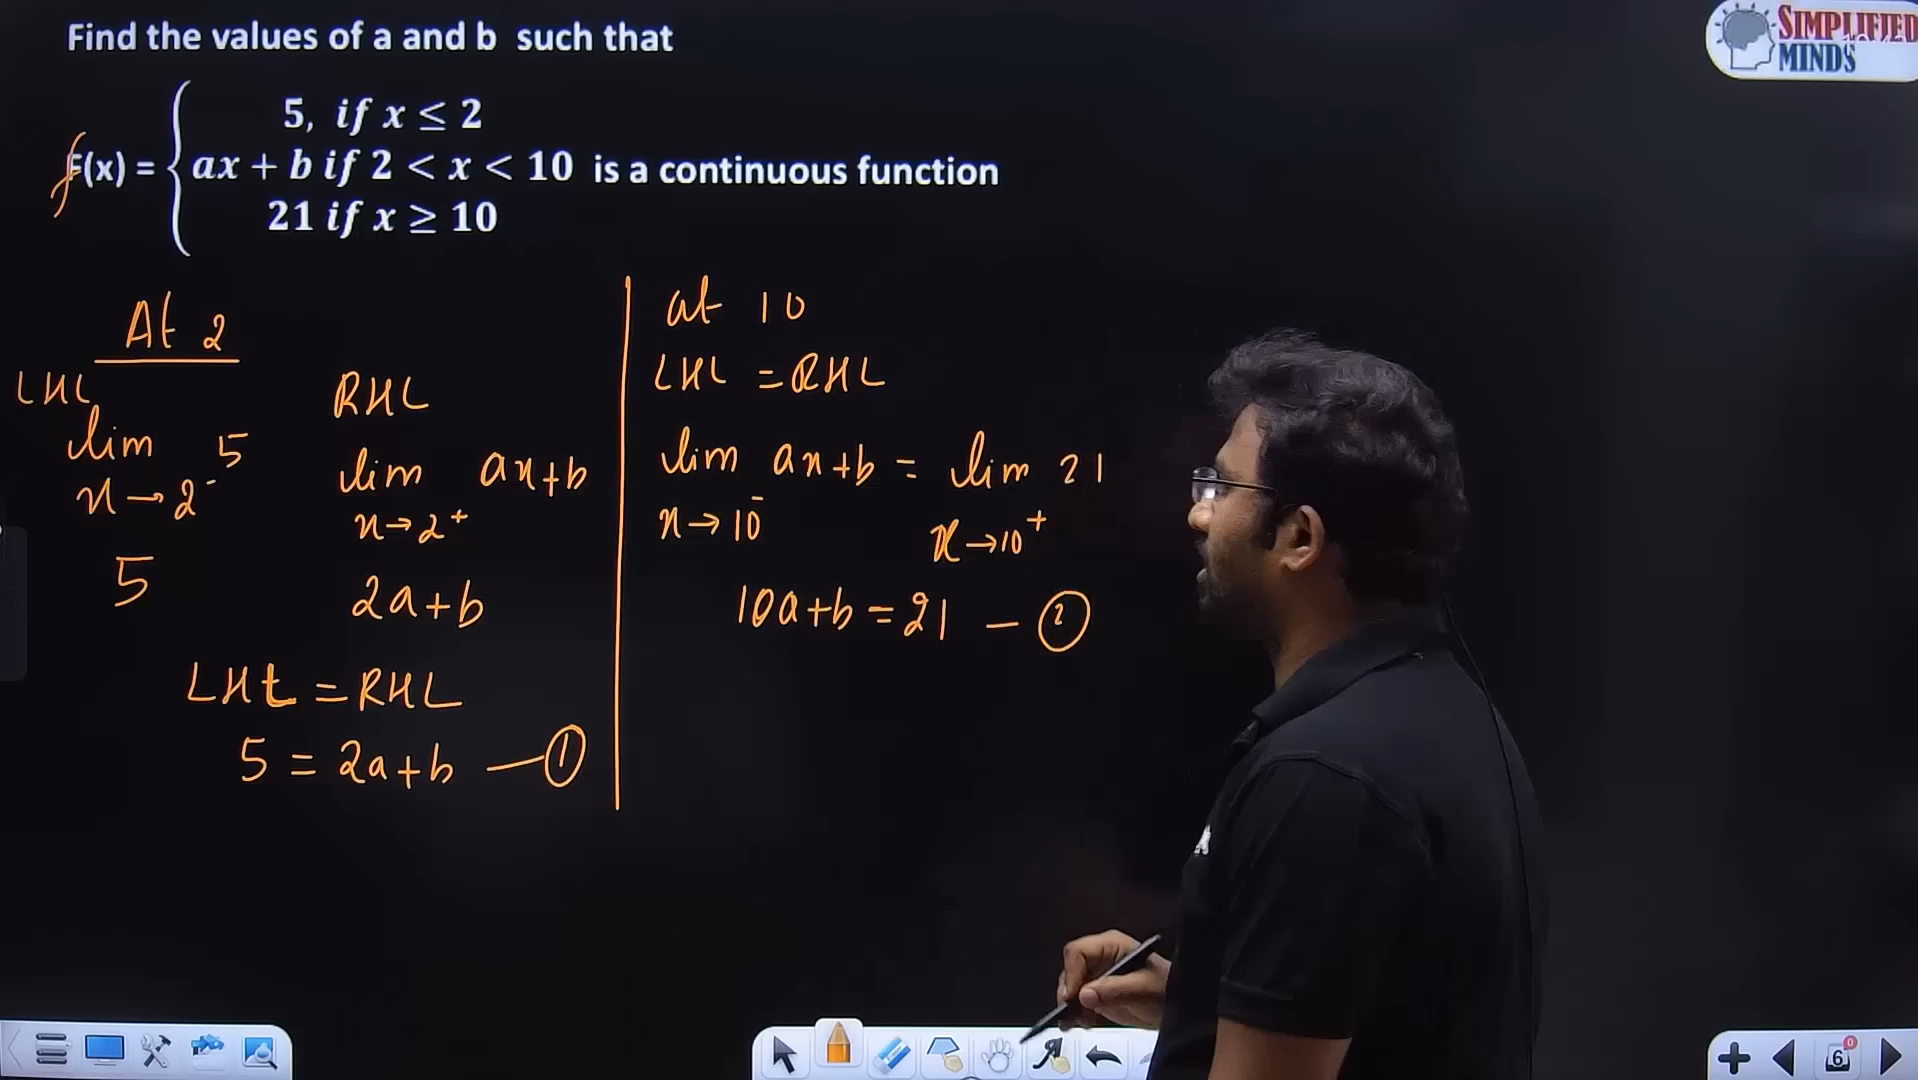 Find the values of a and b such that
5, if x ≤ 2
f(x) = { ax + b if 2 < x < 10 is a continuous function
21 if x ≥ 10
At 2
LHL
RHL
lim 5
x → 2⁻
lim ax+b
x → 2⁺
5
2a+b
LHL = RHL
5 = 2a+b — ①
at 10
LHL = RHL
lim ax+b = lim 21
x → 10⁻ x → 10⁺
10a+b = 21 — ②
SIMPLIFIED
MINDS
6
0